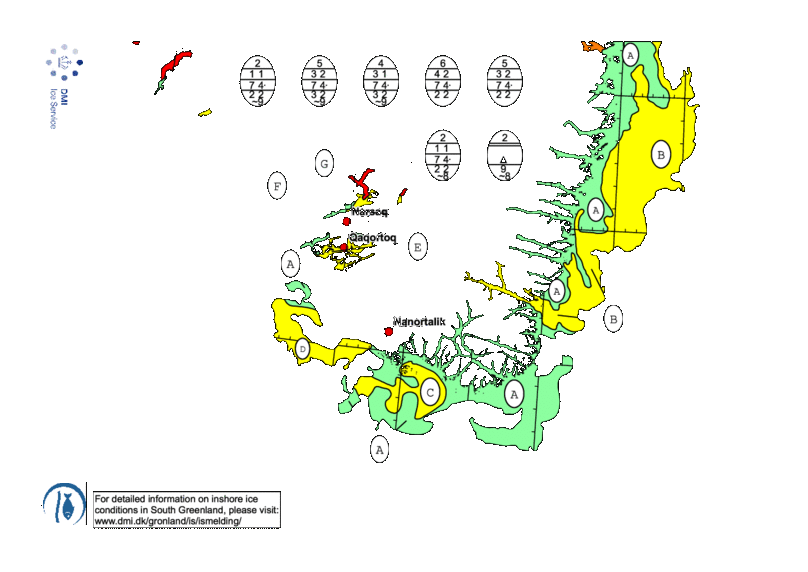 A
DMI
Ice Service
2
1 1
7 4·
2 2
~9
5
3 2
7 4·
3 2
~9
4
3 1
7 4·
3 2
~9
6
4 2
7 4·
2 2
5
3 2
7 4·
2 2
2
1 1
7 4·
2 2
~8
2
△
9
~8
B
G
F
Narsaq
A
Qaqortoq
E
A
A
Nanortalik
B
D
C
A
A
For detailed information on inshore ice
conditions in South Greenland, please visit:
www.dmi.dk/gronland/is/ismelding/